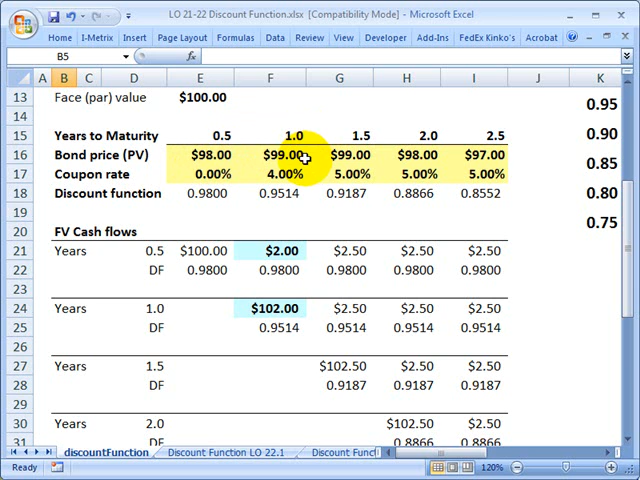 LO 21-22 Discount Function.xlsx [Compatibility Mode] - Microsoft Excel
Home I-Metrix Insert Page Layout Formulas Data Review View Developer Add-Ins FedEx Kinko's Acrobat
B5 fx
A B C D E F G H I J K
13 Face (par) value $100.00 0.95
14
15 Years to Maturity 0.5 1.0 1.5 2.0 2.5 0.90
16 Bond price (PV) $98.00 $99.00 $99.00 $98.00 $97.00 0.85
17 Coupon rate 0.00% 4.00% 5.00% 5.00% 5.00%
18 Discount function 0.9800 0.9514 0.9187 0.8866 0.8552 0.80
19 0.75
20 FV Cash flows
21 Years 0.5 $100.00 $2.00 $2.50 $2.50 $2.50
22 DF 0.9800 0.9800 0.9800 0.9800 0.9800
23
24 Years 1.0 $102.00 $2.50 $2.50 $2.50
25 DF 0.9514 0.9514 0.9514 0.9514
26
27 Years 1.5 $102.50 $2.50 $2.50
28 DF 0.9187 0.9187 0.9187
29
30 Years 2.0 $102.50 $2.50
31 DF 0.8866 0.8866
discountFunction Discount Function LO 22.1 Discount Funct
Ready 120%